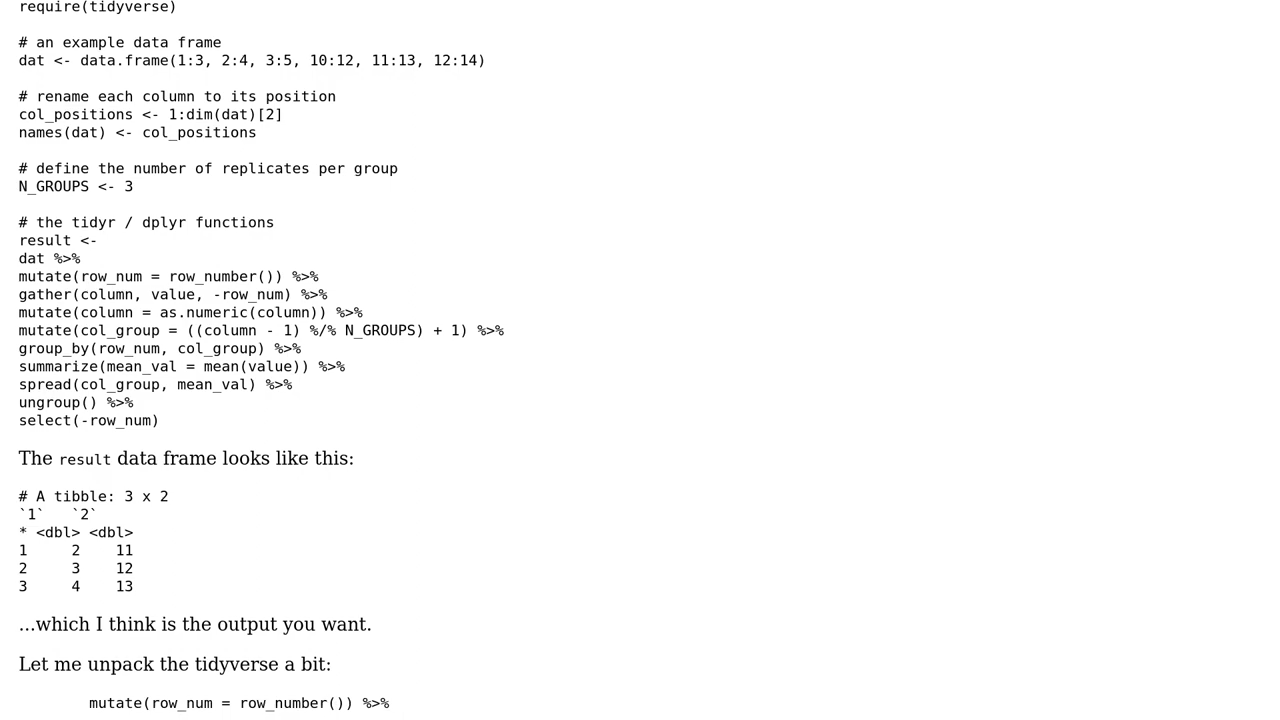 require(tidyverse)
# an example data frame
dat <- data.frame(1:3, 2:4, 3:5, 10:12, 11:13, 12:14)
# rename each column to its position
col_positions <- 1:dim(dat)[2]
names(dat) <- col_positions
# define the number of replicates per group
N_GROUPS <- 3
# the tidyr / dplyr functions
result <-
dat %>%
mutate(row_num = row_number()) %>%
gather(column, value, -row_num) %>%
mutate(column = as.numeric(column)) %>%
mutate(col_group = ((column - 1) %/% N_GROUPS) + 1) %>%
group_by(row_num, col_group) %>%
summarize(mean_val = mean(value)) %>%
spread(col_group, mean_val) %>%
ungroup() %>%
select(-row_num)
The result data frame looks like this:
# A tibble: 3 x 2
`1`   `2`
* <dbl> <dbl>
1     2    11
2     3    12
3     4    13
...which I think is the output you want.
Let me unpack the tidyverse a bit:
mutate(row_num = row_number()) %>%